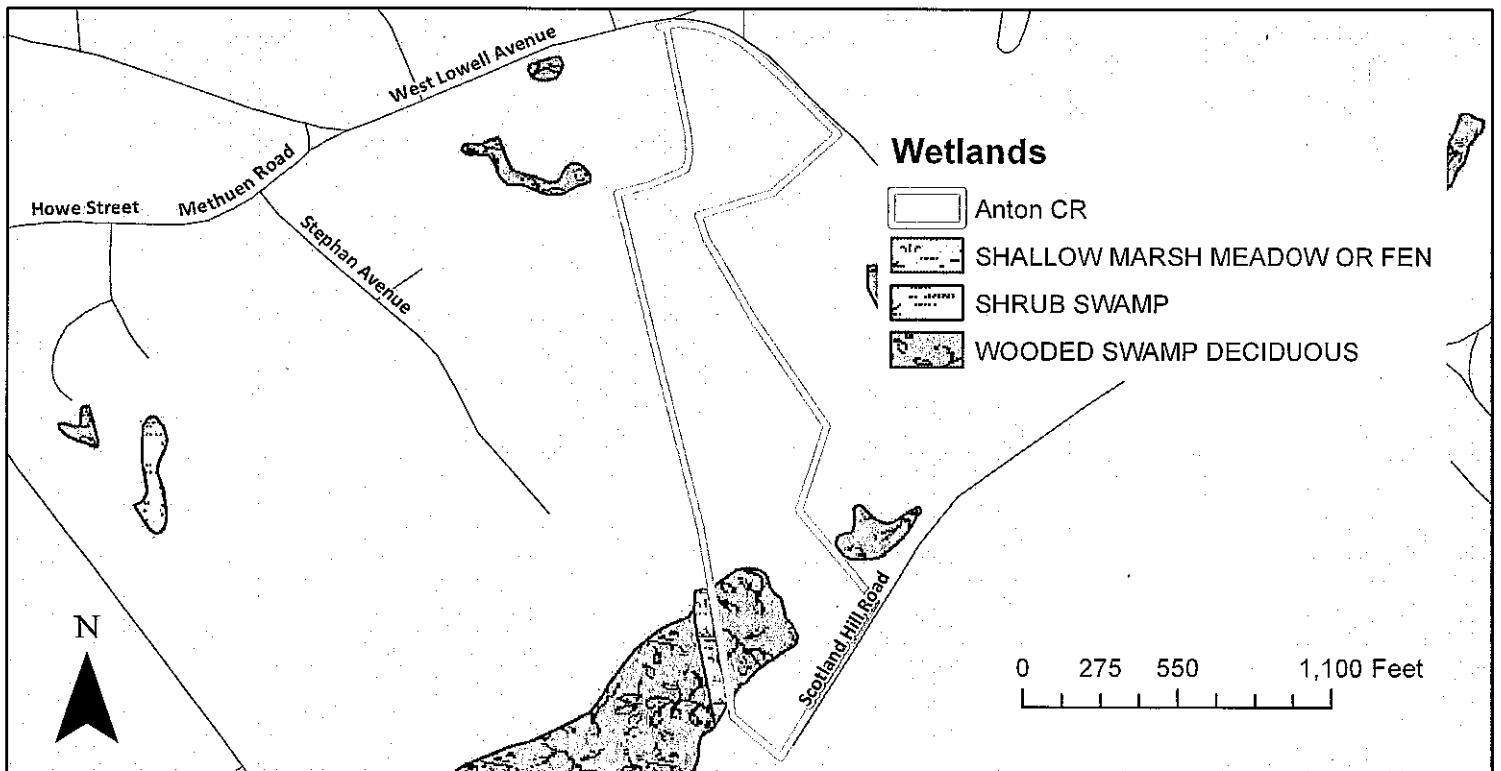 West Lowell Avenue
Methuen Road
Howe Street
Stephan Avenue
Wetlands
Anton CR
SHALLOW MARSH MEADOW OR FEN
SHRUB SWAMP
WOODED SWAMP DECIDUOUS
Scotland Hill Road
N
0 275 550 1,100 Feet